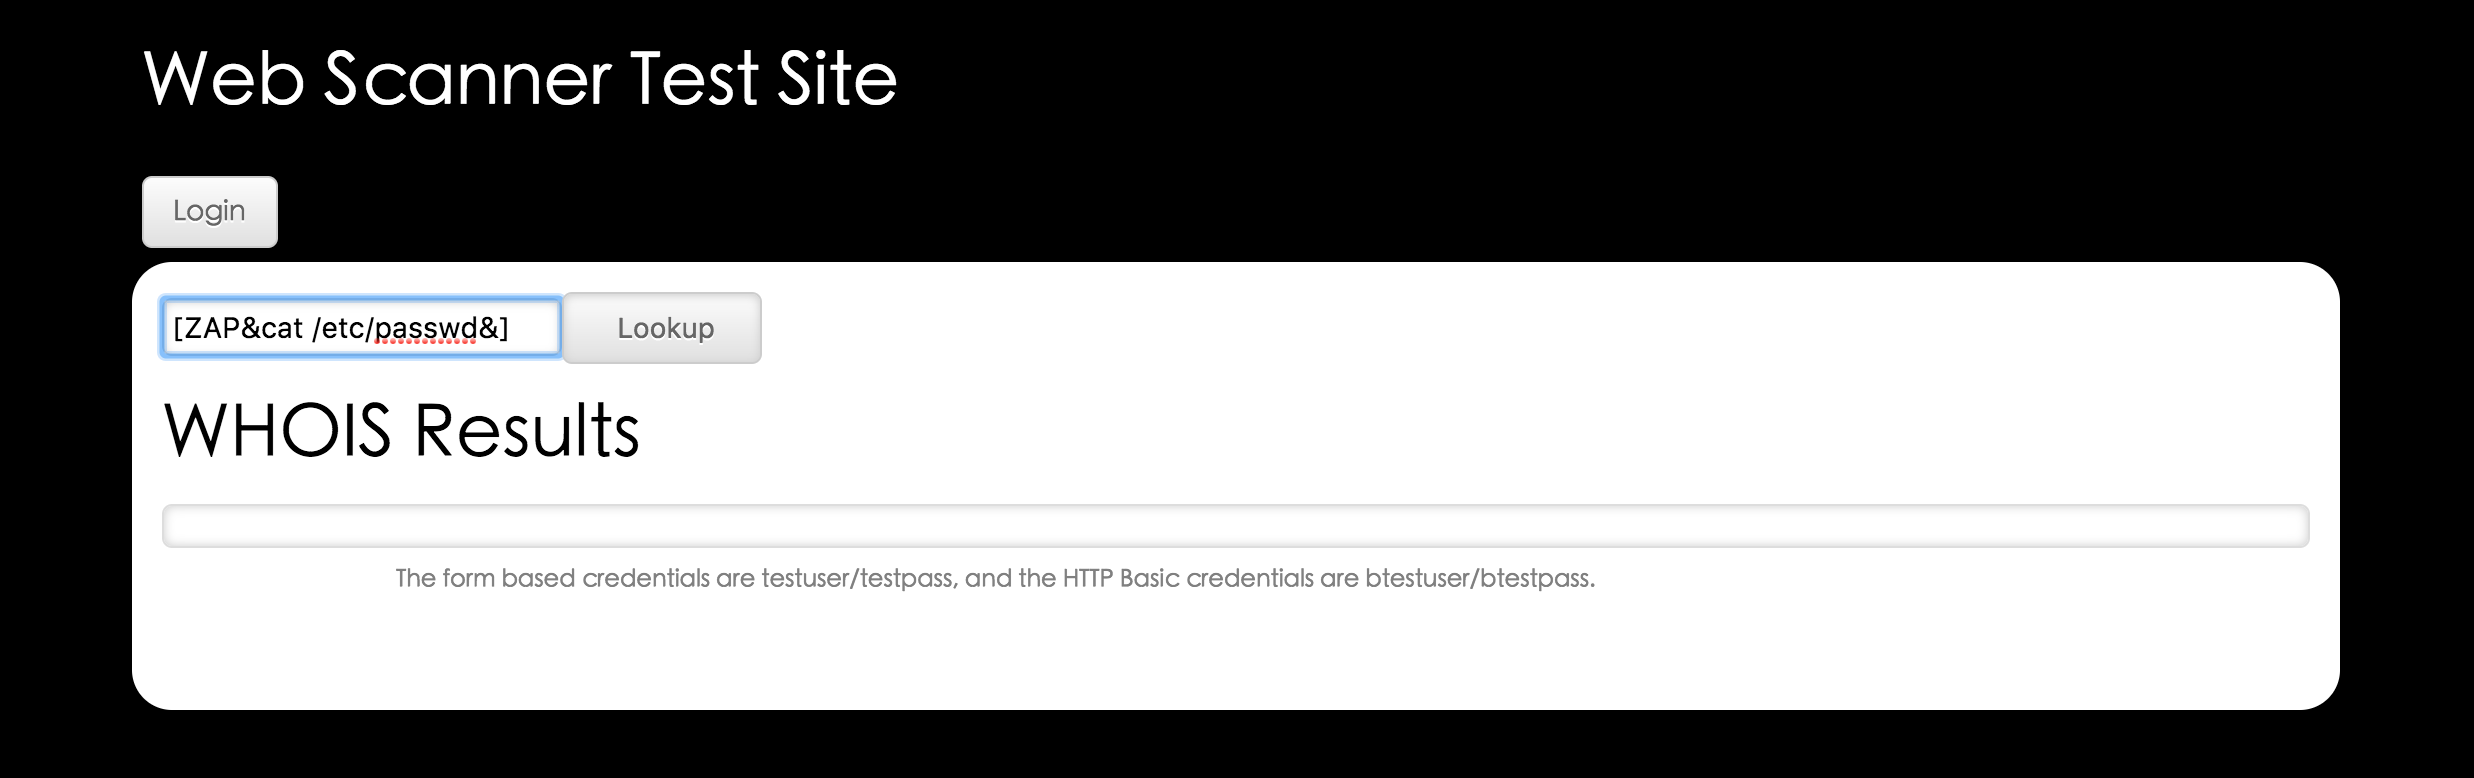 Web Scanner Test Site
Login
[ZAP&cat /etc/passwd&]
Lookup
WHOIS Results
The form based credentials are testuser/testpass, and the HTTP Basic credentials are btestuser/btestpass.